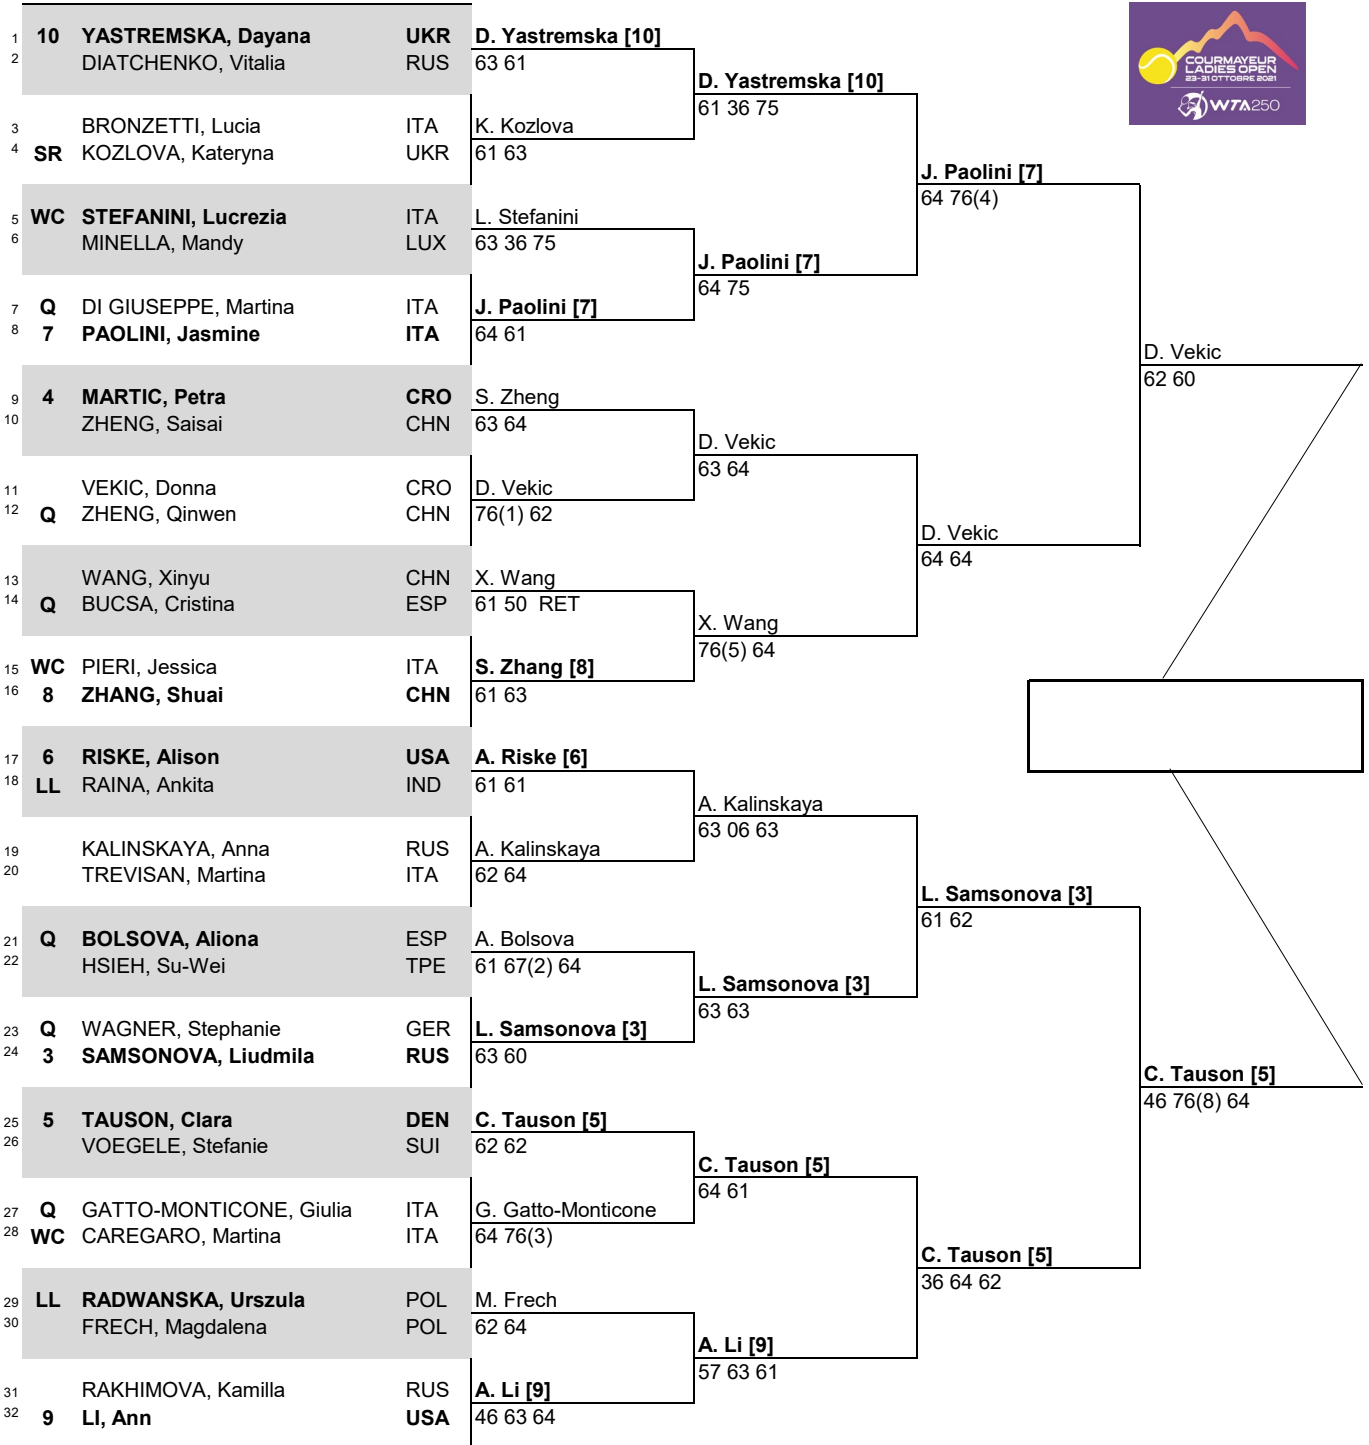 COURMAYEUR
LADIES OPEN
23-31 OTTOBRE 2021
WTA250
1 10 YASTREMSKA, Dayana UKR
2 DIATCHENKO, Vitalia RUS
3 BRONZETTI, Lucia ITA
4 SR KOZLOVA, Kateryna UKR
5 WC STEFANINI, Lucrezia ITA
6 MINELLA, Mandy LUX
7 Q DI GIUSEPPE, Martina ITA
8 7 PAOLINI, Jasmine ITA
9 4 MARTIC, Petra CRO
10 ZHENG, Saisai CHN
11 VEKIC, Donna CRO
12 Q ZHENG, Qinwen CHN
13 WANG, Xinyu CHN
14 Q BUCSA, Cristina ESP
15 WC PIERI, Jessica ITA
16 8 ZHANG, Shuai CHN
17 6 RISKE, Alison USA
18 LL RAINA, Ankita IND
19 KALINSKAYA, Anna RUS
20 TREVISAN, Martina ITA
21 Q BOLSOVA, Aliona ESP
22 HSIEH, Su-Wei TPE
23 Q WAGNER, Stephanie GER
24 3 SAMSONOVA, Liudmila RUS
25 5 TAUSON, Clara DEN
26 VOEGELE, Stefanie SUI
27 Q GATTO-MONTICONE, Giulia ITA
28 WC CAREGARO, Martina ITA
29 LL RADWANSKA, Urszula POL
30 FRECH, Magdalena POL
31 RAKHIMOVA, Kamilla RUS
32 9 LI, Ann USA
D. Yastremska [10]
63 61
K. Kozlova
61 63
L. Stefanini
63 36 75
J. Paolini [7]
64 61
S. Zheng
63 64
D. Vekic
76(1) 62
X. Wang
61 50 RET
S. Zhang [8]
61 63
A. Riske [6]
61 61
A. Kalinskaya
62 64
A. Bolsova
61 67(2) 64
L. Samsonova [3]
63 60
C. Tauson [5]
62 62
G. Gatto-Monticone
64 76(3)
M. Frech
62 64
A. Li [9]
46 63 64
D. Yastremska [10]
61 36 75
J. Paolini [7]
64 75
D. Vekic
63 64
X. Wang
76(5) 64
A. Kalinskaya
63 06 63
L. Samsonova [3]
63 63
C. Tauson [5]
64 61
A. Li [9]
57 63 61
J. Paolini [7]
64 76(4)
D. Vekic
64 64
L. Samsonova [3]
61 62
C. Tauson [5]
36 64 62
D. Vekic
62 60
C. Tauson [5]
46 76(8) 64